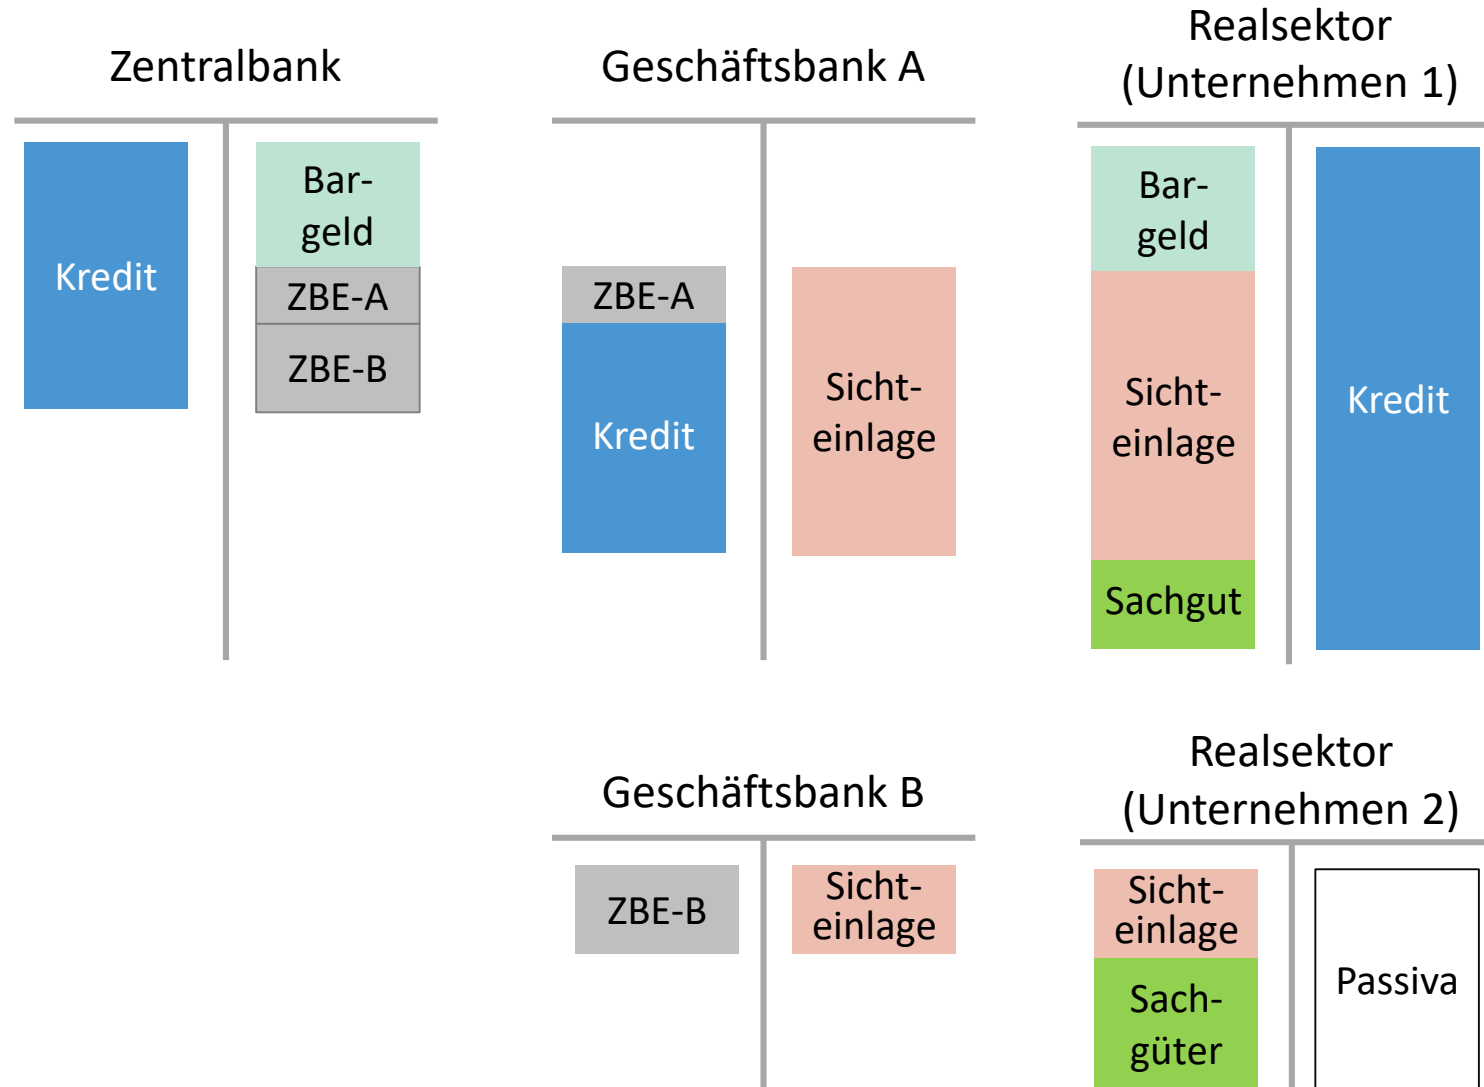 Zentralbank
Kredit
Bar-
geld
ZBE-A
ZBE-B
Geschäftsbank A
ZBE-A
Kredit
Sicht-
einlage
Realsektor
(Unternehmen 1)
Bar-
geld
Sicht-
einlage
Sachgut
Kredit
Geschäftsbank B
ZBE-B
Sicht-
einlage
Realsektor
(Unternehmen 2)
Sicht-
einlage
Sach-
güter
Passiva